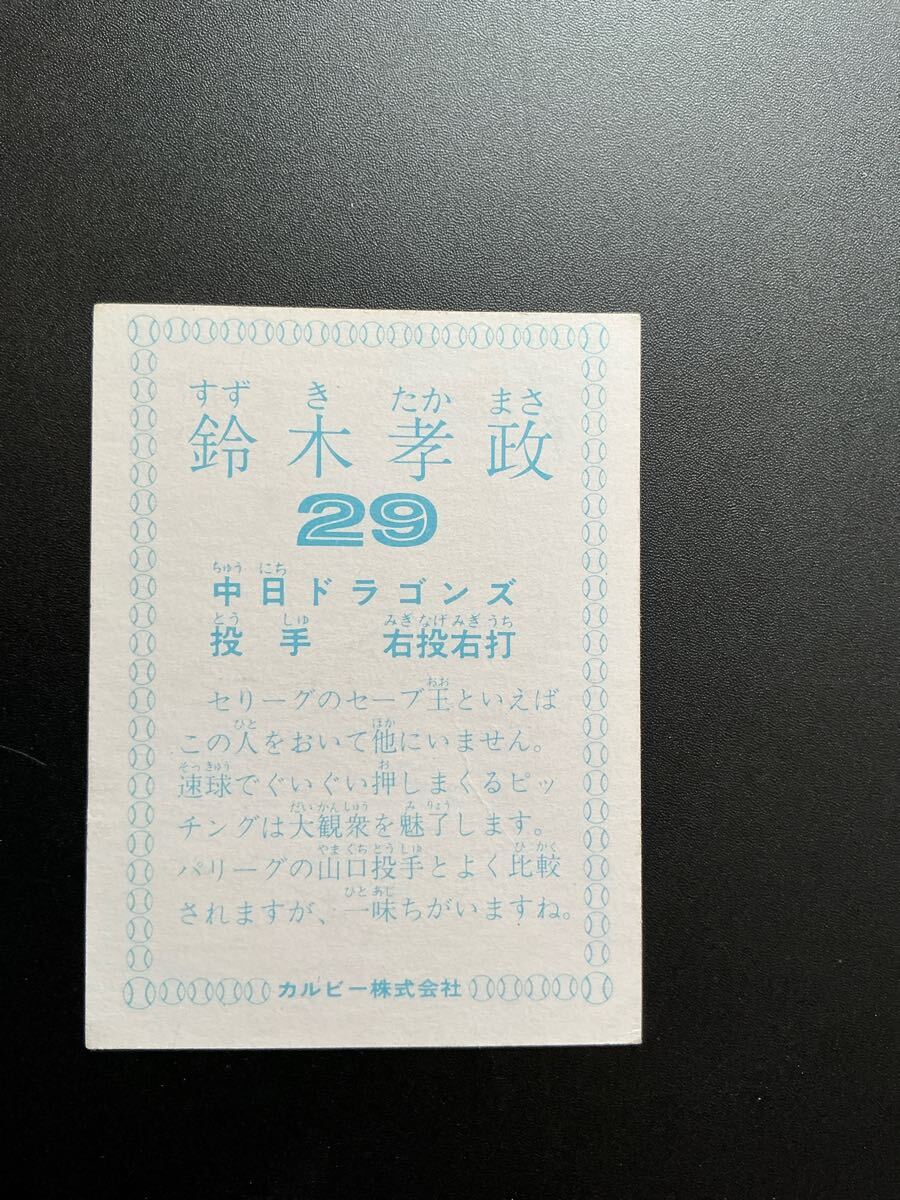 すず き たか まさ
鈴木孝政
29
ちゅう にち
中日ドラゴンズ
とう しゅ みぎ なげ みぎ うち
投手 右投右打
おお
セリーグのセーブ王といえば
ひと ほか
この人をおいて他にいません。
そっきゅう お
速球でぐいぐい押しまくるピッ
だいかんしゅう み りょう
チングは大観衆を魅了します。
やまぐちとうしゅ ひ かく
パリーグの山口投手とよく比較
ひとあじ
されますが、一味ちがいますね。
カルビー株式会社